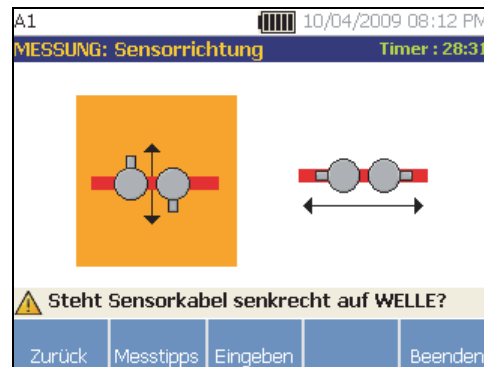 A1 10/04/2009 08:12 PM
MESSUNG: Sensorrichtung Timer : 28:31
Steht Sensorkabel senkrecht auf WELLE?
Zurück Messtipps Eingeben Beenden